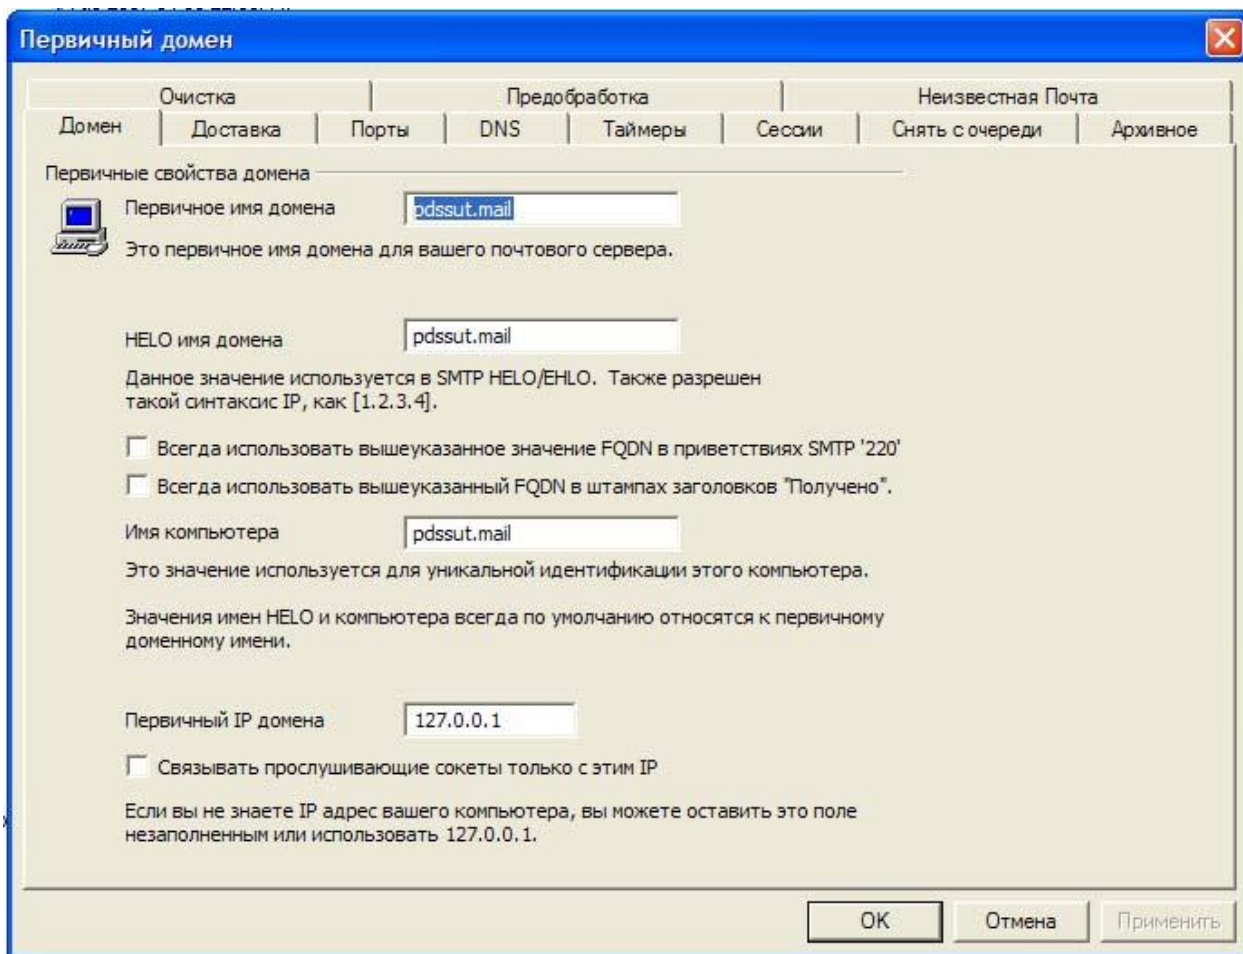 Первичный домен
Очистка Предобработка Неизвестная Почта
Домен Доставка Порты DNS Таймеры Сессии Снять с очереди Архивное
Первичные свойства домена
Первичное имя домена pdssut.mail
Это первичное имя домена для вашего почтового сервера.
HELO имя домена pdssut.mail
Данное значение используется в SMTP HELO/EHLO. Также разрешен
такой синтаксис IP, как [1.2.3.4].
Всегда использовать вышеуказанное значение FQDN в приветствиях SMTP '220'
Всегда использовать вышеуказанный FQDN в штампах заголовков "Получено".
Имя компьютера pdssut.mail
Это значение используется для уникальной идентификации этого компьютера.
Значения имен HELO и компьютера всегда по умолчанию относятся к первичному
доменному имени.
Первичный IP домена 127.0.0.1
Связывать прослушивающие сокеты только с этим IP
Если вы не знаете IP адрес вашего компьютера, вы можете оставить это поле
незаполненным или использовать 127.0.0.1.
OK Отмена Применить